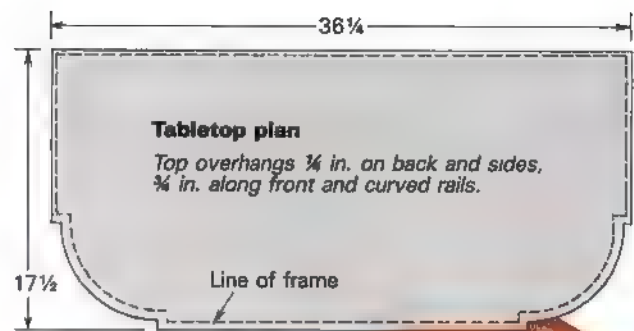 36¼
Tabletop plan
Top overhangs ¼ in. on back and sides,
¾ in. along front and curved rails.
17½
Line of frame